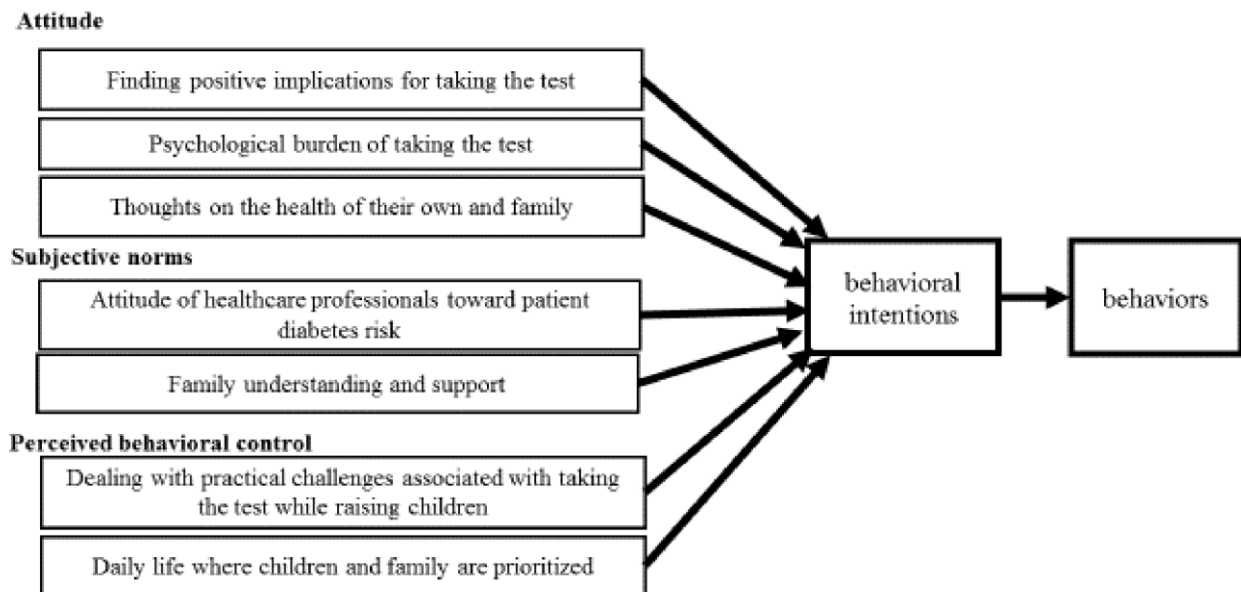 Attitude
Finding positive implications for taking the test
Psychological burden of taking the test
Thoughts on the health of their own and family
Subjective norms
Attitude of healthcare professionals toward patient
diabetes risk
Family understanding and support
Perceived behavioral control
Dealing with practical challenges associated with taking
the test while raising children
Daily life where children and family are prioritized
behavioral
intentions
behaviors